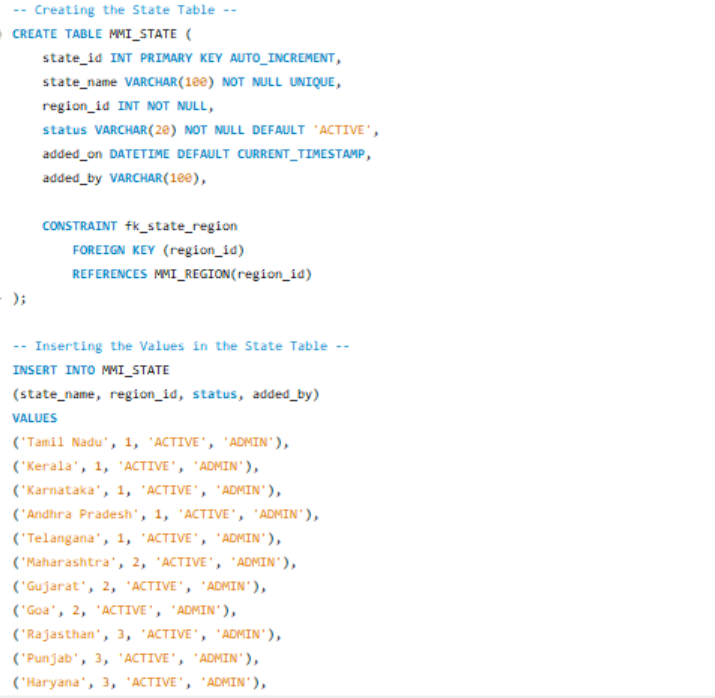 -- Creating the State Table --
CREATE TABLE MMI_STATE (
state_id INT PRIMARY KEY AUTO_INCREMENT,
state_name VARCHAR(100) NOT NULL UNIQUE,
region_id INT NOT NULL,
status VARCHAR(20) NOT NULL DEFAULT 'ACTIVE',
added_on DATETIME DEFAULT CURRENT_TIMESTAMP,
added_by VARCHAR(100),
CONSTRAINT fk_state_region
FOREIGN KEY (region_id)
REFERENCES MMI_REGION(region_id)
);
-- Inserting the Values in the State Table --
INSERT INTO MMI_STATE
(state_name, region_id, status, added_by)
VALUES
('Tamil Nadu', 1, 'ACTIVE', 'ADMIN'),
('Kerala', 1, 'ACTIVE', 'ADMIN'),
('Karnataka', 1, 'ACTIVE', 'ADMIN'),
('Andhra Pradesh', 1, 'ACTIVE', 'ADMIN'),
('Telangana', 1, 'ACTIVE', 'ADMIN'),
('Maharashtra', 2, 'ACTIVE', 'ADMIN'),
('Gujarat', 2, 'ACTIVE', 'ADMIN'),
('Goa', 2, 'ACTIVE', 'ADMIN'),
('Rajasthan', 3, 'ACTIVE', 'ADMIN'),
('Punjab', 3, 'ACTIVE', 'ADMIN'),
('Haryana', 3, 'ACTIVE', 'ADMIN'),